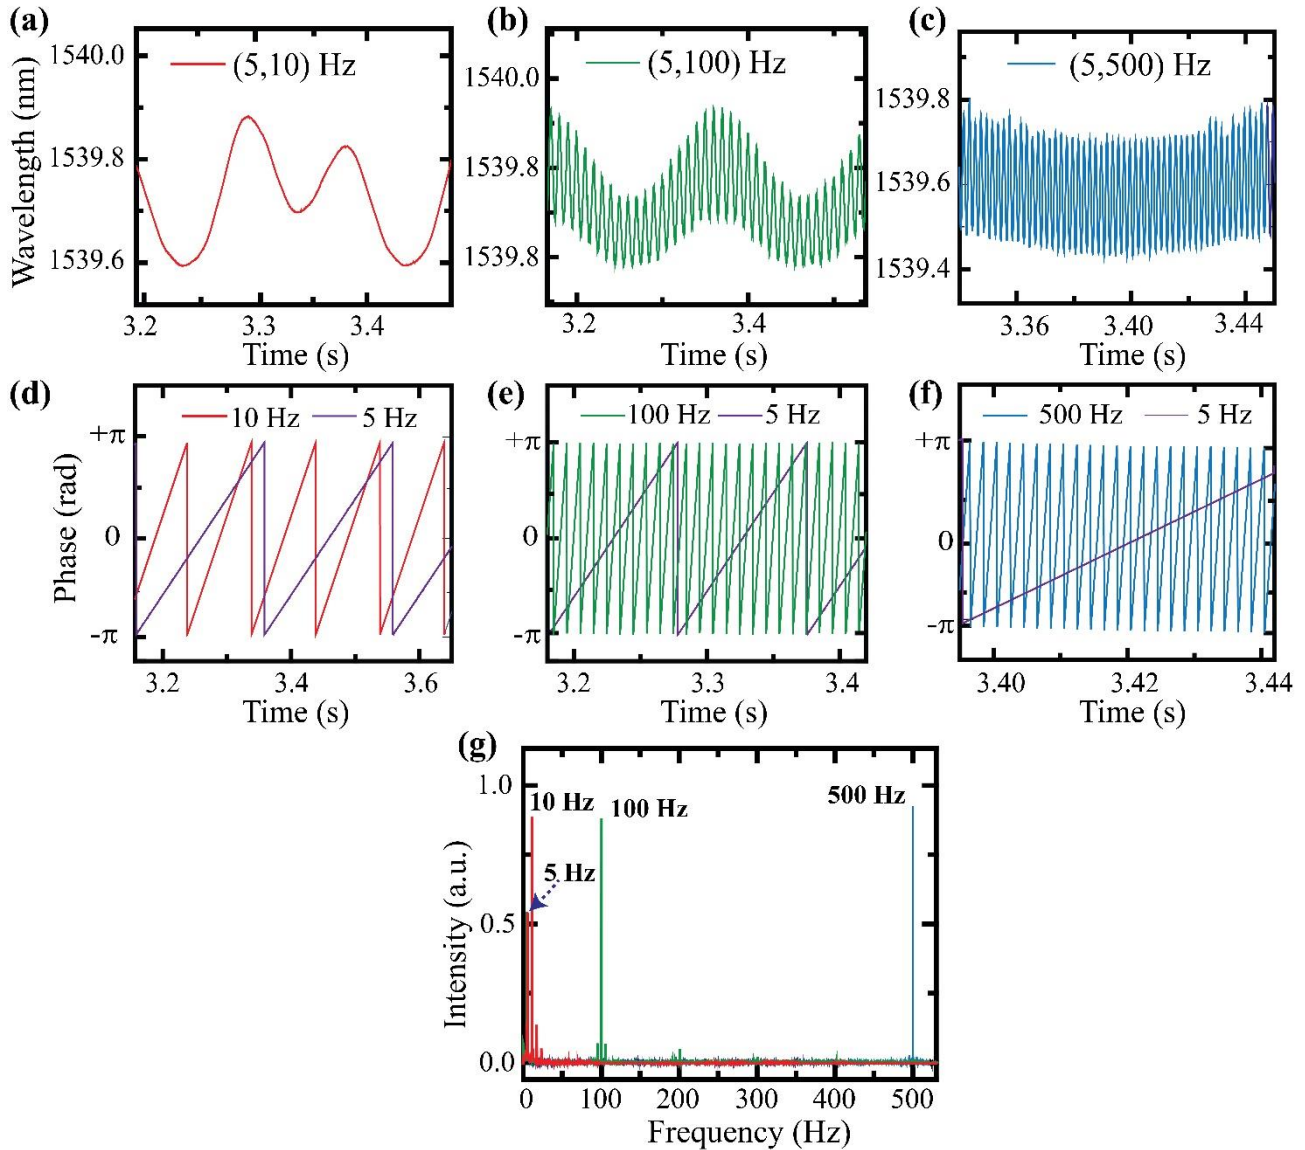 (a)
(5,10) Hz
1540.0
1539.8
1539.6
Wavelength (nm)
3.2 3.3 3.4
Time (s)
(b)
(5,100) Hz
1540.0
1539.8
1539.8
3.2 3.4
Time (s)
(c)
(5,500) Hz
1539.8
1539.6
1539.4
3.36 3.40 3.44
Time (s)
(d)
10 Hz 5 Hz
+π
0
-π
Phase (rad)
3.2 3.4 3.6
Time (s)
(e)
100 Hz 5 Hz
+π
0
-π
3.2 3.3 3.4
Time (s)
(f)
500 Hz 5 Hz
+π
0
-π
3.40 3.42 3.44
Time (s)
(g)
1.0
0.5
0.0
Intensity (a.u.)
10 Hz
100 Hz
500 Hz
5 Hz
0 100 200 300 400 500
Frequency (Hz)